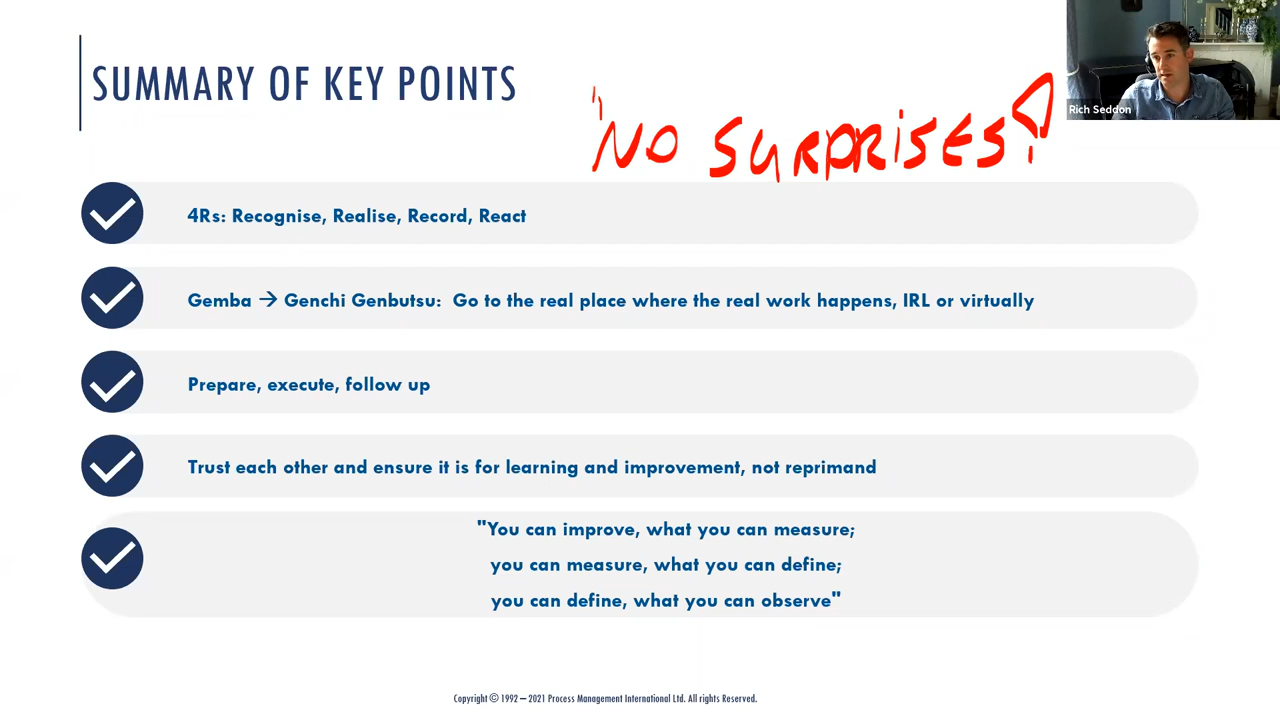 SUMMARY OF KEY POINTS
NO SURPRISES!
Rich Seddon
4Rs: Recognise, Realise, Record, React
Gemba → Genchi Genbutsu: Go to the real place where the real work happens, IRL or virtually
Prepare, execute, follow up
Trust each other and ensure it is for learning and improvement, not reprimand
"You can improve, what you can measure;
you can measure, what you can define;
you can define, what you can observe"
Copyright © 1992 – 2021 Process Management International Ltd. All rights Reserved.